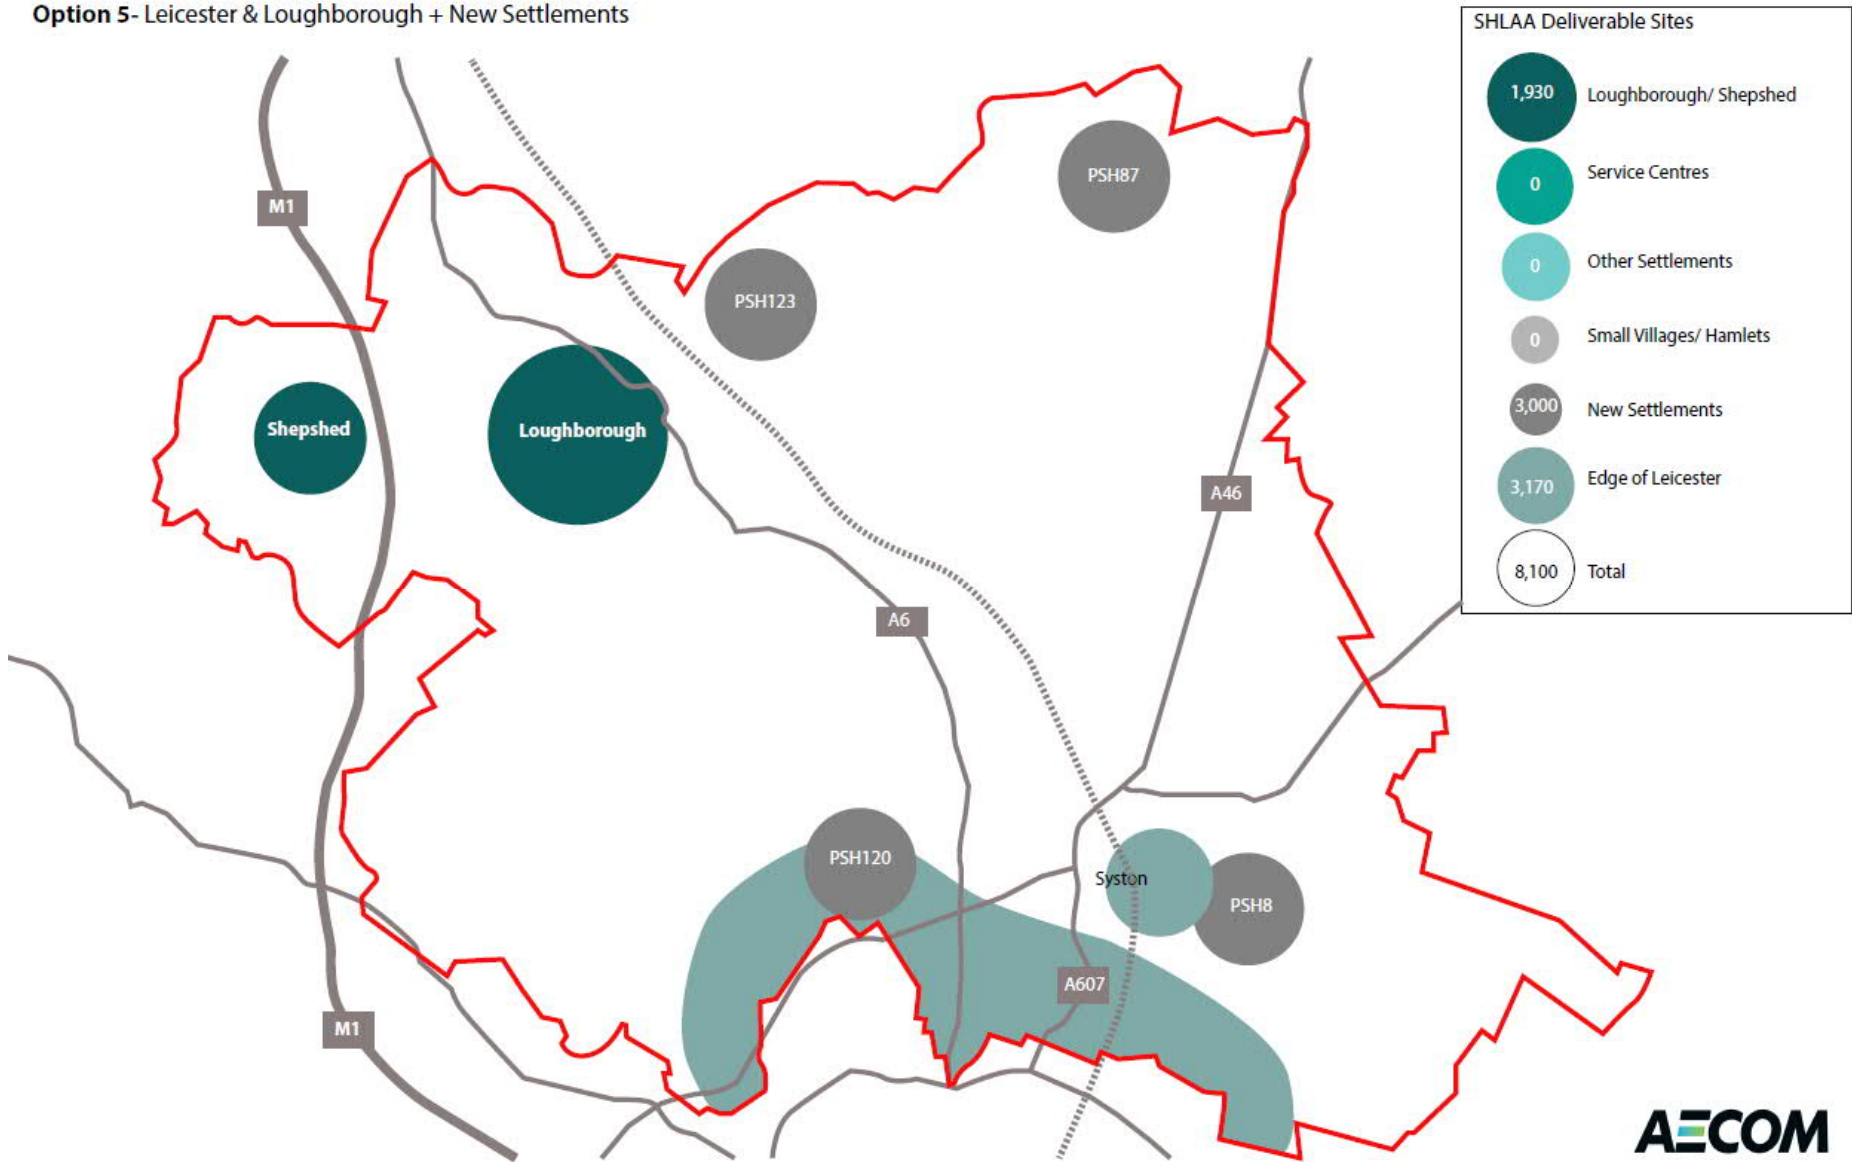 Option 5- Leicester & Loughborough + New Settlements
SHLAA Deliverable Sites
1,930 Loughborough/ Shepshed
0 Service Centres
0 Other Settlements
0 Small Villages/ Hamlets
3,000 New Settlements
3,170 Edge of Leicester
8,100 Total
PSH87
M1
PSH123
Shepshed
Loughborough
A46
A6
PSH120
Syston
PSH8
A607
M1
AECOM